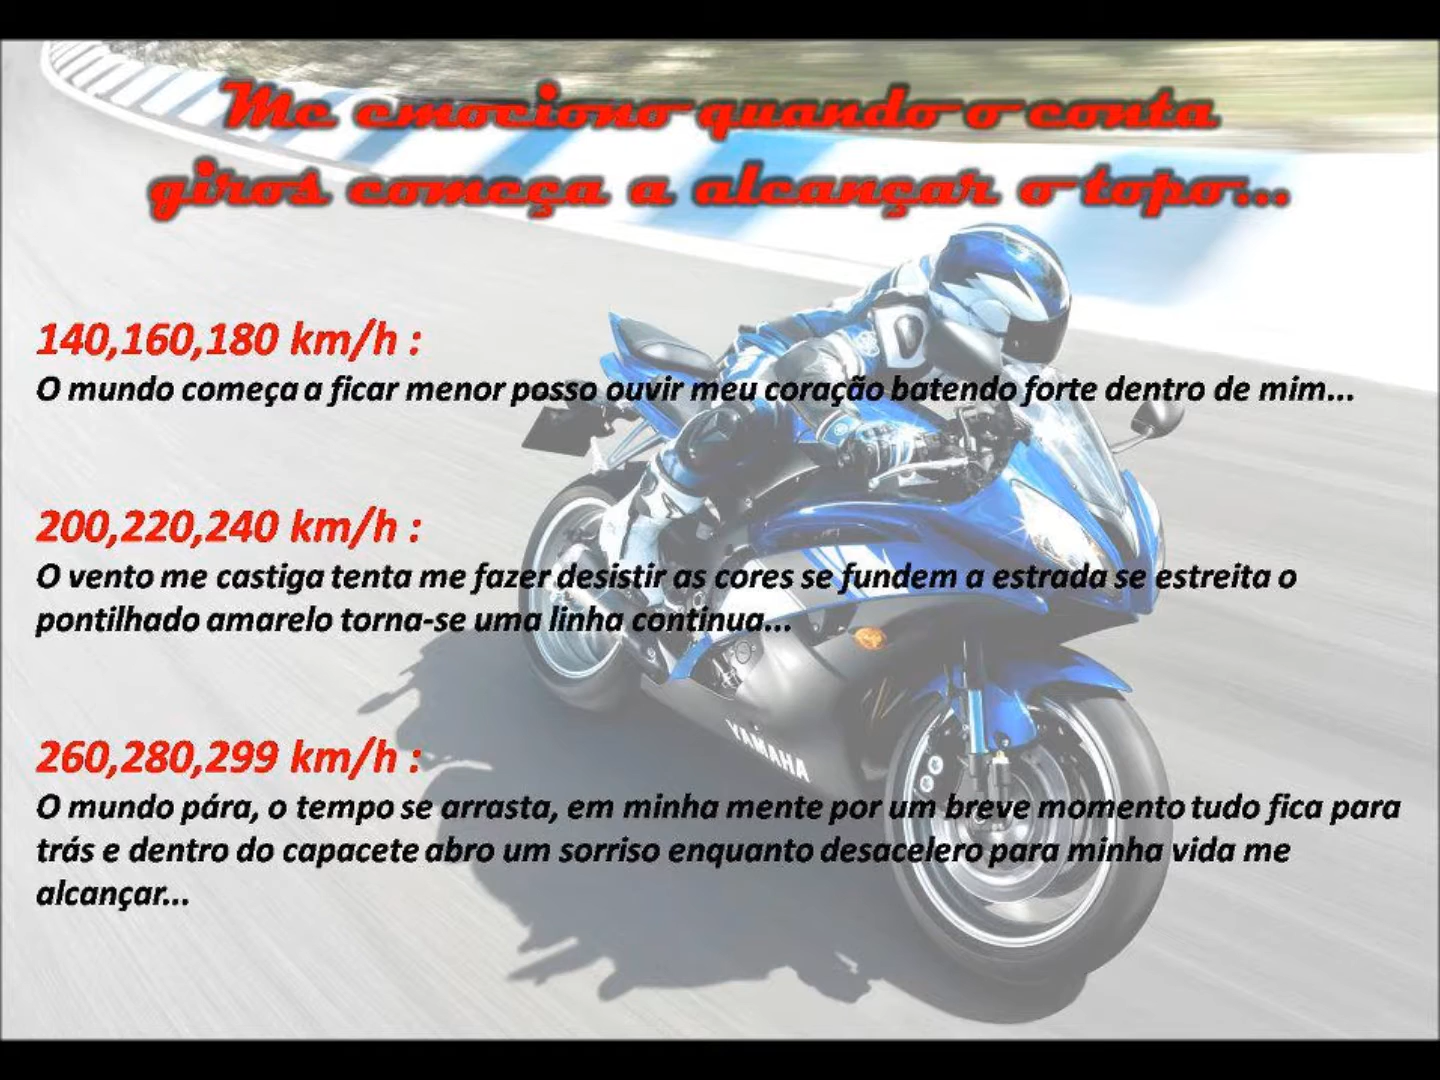 Me emociono quando o conta
giros começa a alcançar o topo...
140,160,180 km/h :
O mundo começa a ficar menor posso ouvir meu coração batendo forte dentro de mim...
200,220,240 km/h :
O vento me castiga tenta me fazer desistir as cores se fundem a estrada se estreita o
pontilhado amarelo torna-se uma linha continua...
260,280,299 km/h :
O mundo pára, o tempo se arrasta, em minha mente por um breve momento tudo fica para
trás e dentro do capacete abro um sorriso enquanto desacelero para minha vida me
alcançar...
YAMAHA